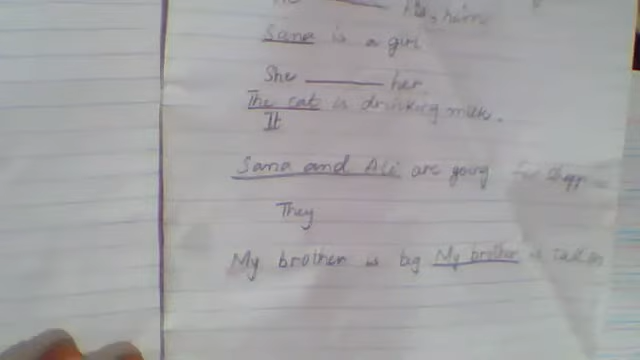 Sana is a girl
She ______ her
The cat is drinking milk.
It
Sana and Ali are going for
They
My brother is big My brother is